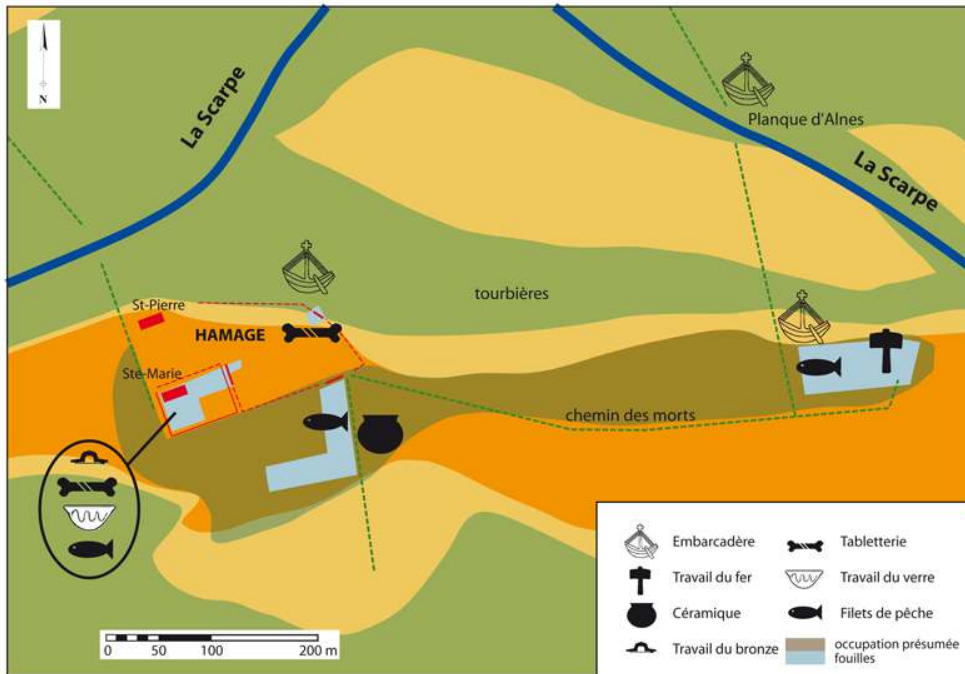 N
La Scarpe
Planque d'Alnes
La Scarpe
tourbières
St-Pierre
HAMAGE
Ste-Marie
chemin des morts
0 50 100 200 m
Embarcadère
Tabletterie
Travail du fer
Travail du verre
Céramique
Filets de pêche
Travail du bronze
occupation présumée
fouilles